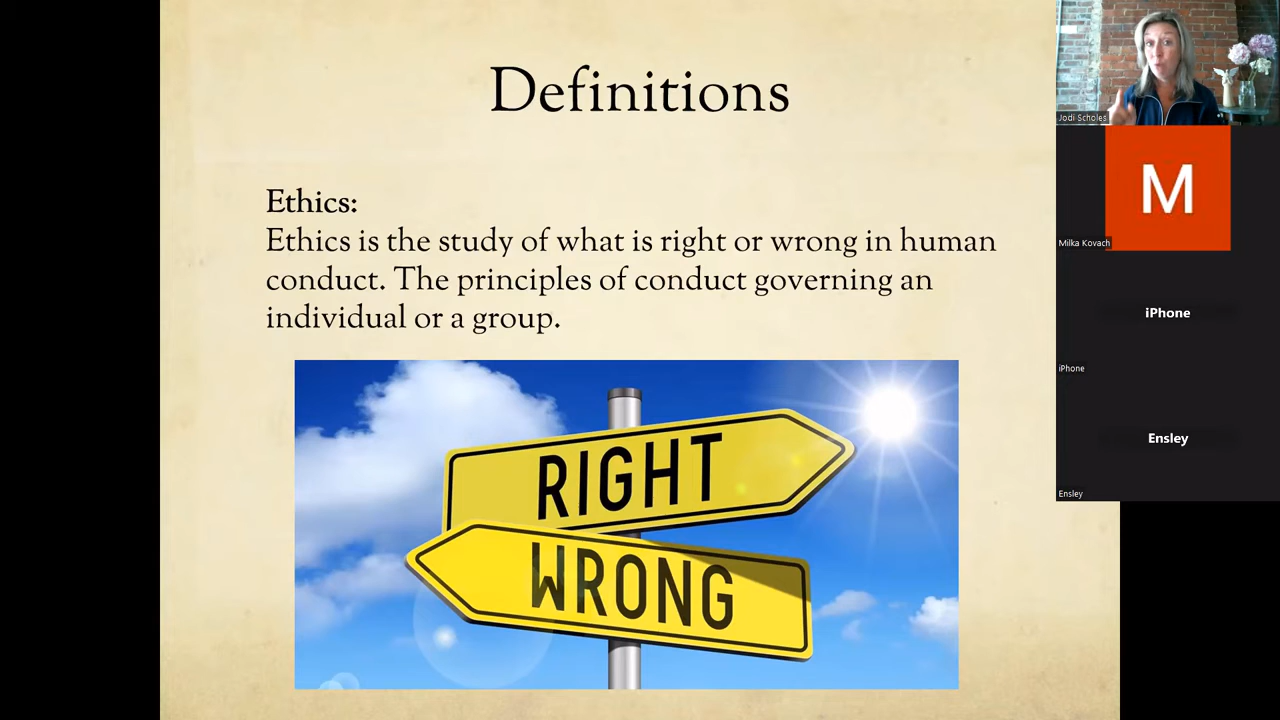 Definitions
Ethics:
Ethics is the study of what is right or wrong in human
conduct. The principles of conduct governing an
individual or a group.
RIGHT
WRONG
Jodi Scholes
M
Milka Kovach
iPhone
iPhone
Ensley
Ensley